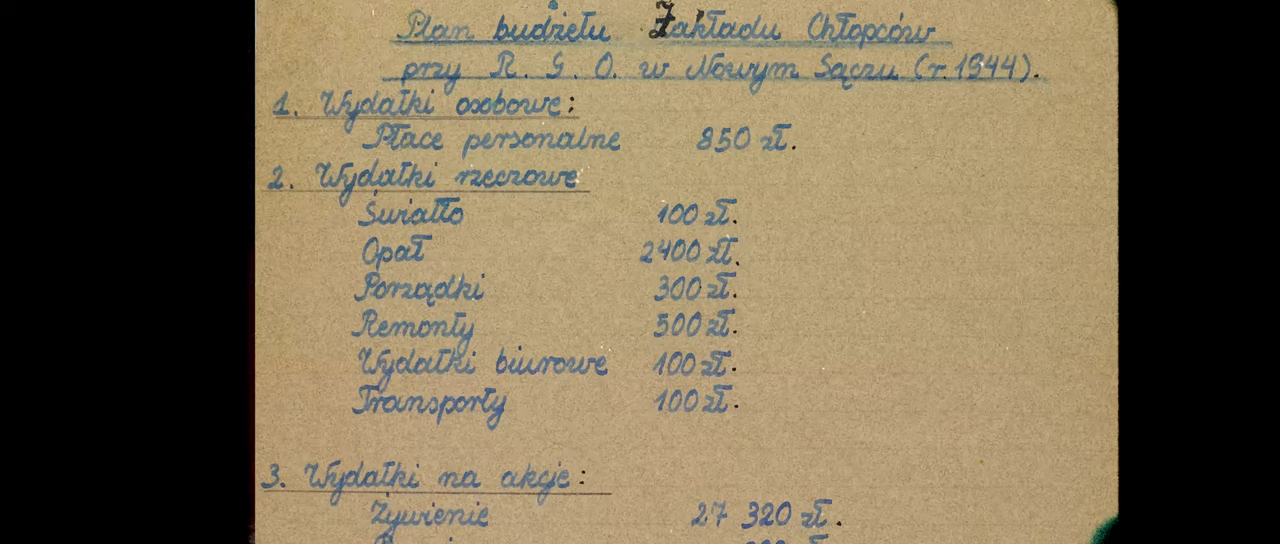 Plan budżetu Zakładu Chłopców
przy R. G. O. w Nowym Sączu (r. 1944).
1. Wydatki osobowe:
Płace personalne 850 zł.
2. Wydatki rzeczowe
Światło 100 zł.
Opał 2400 zł.
Porządki 300 zł.
Remonty 500 zł.
Wydatki biurowe 100 zł.
Transporty 100 zł.
3. Wydatki na akcje:
Żywienie 27 320 zł.